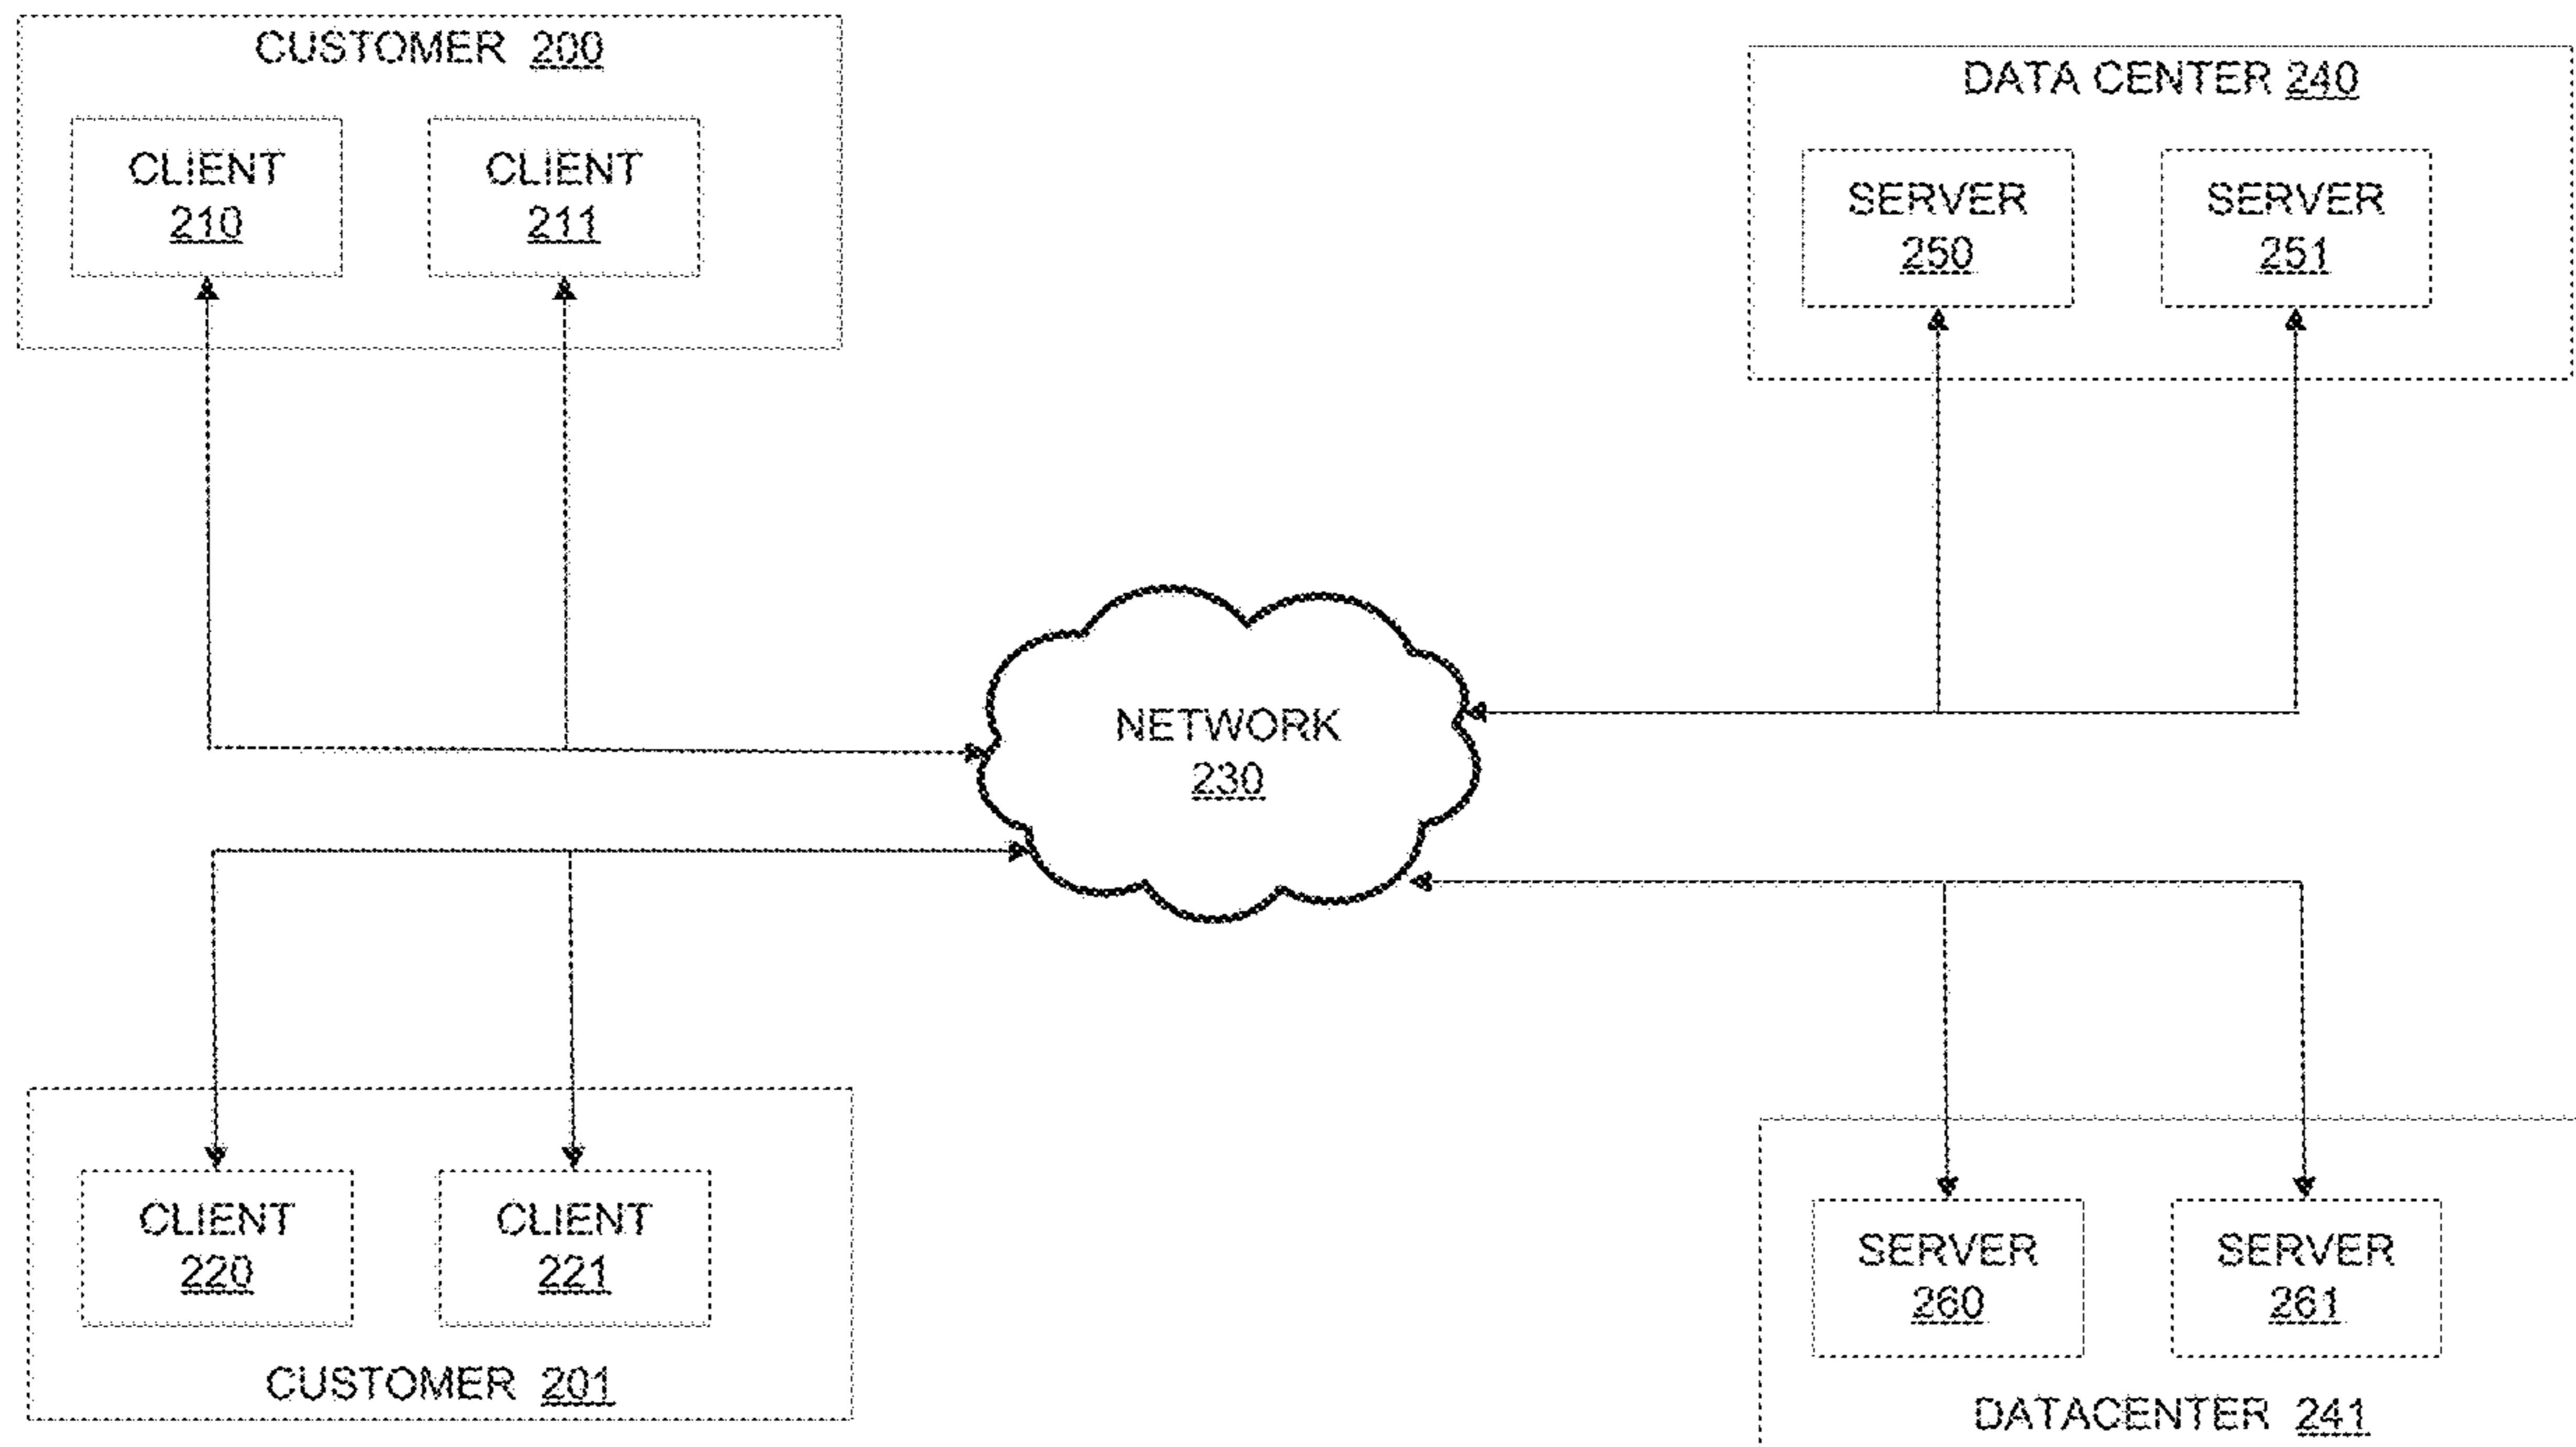 CUSTOMER 200
CLIENT
210
CLIENT
211
DATA CENTER 240
SERVER
250
SERVER
251
NETWORK
230
CLIENT
220
CLIENT
221
CUSTOMER 201
SERVER
260
SERVER
261
DATACENTER 241